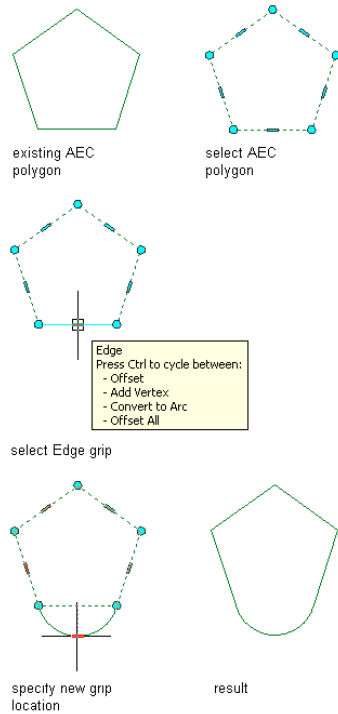 existing AEC
polygon
select AEC
polygon
Edge
Press Ctrl to cycle between:
- Offset
- Add Vertex
- Convert to Arc
- Offset All
select Edge grip
specify new grip
location
result